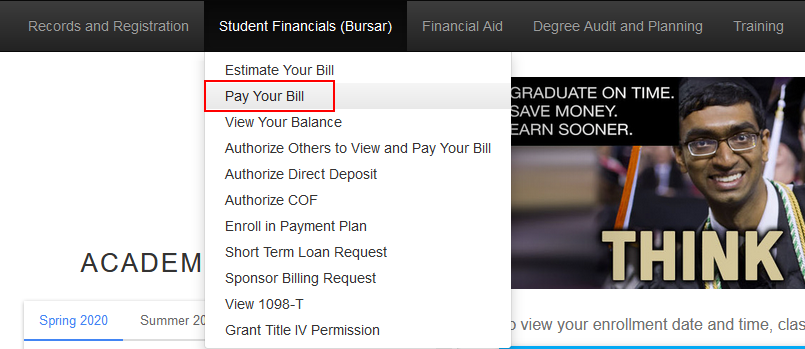 Records and Registration
Student Financials (Bursar)
Financial Aid
Degree Audit and Planning
Training
Estimate Your Bill
Pay Your Bill
View Your Balance
Authorize Others to View and Pay Your Bill
Authorize Direct Deposit
Authorize COF
Enroll in Payment Plan
Short Term Loan Request
Sponsor Billing Request
View 1098-T
Grant Title IV Permission
GRADUATE ON TIME.
SAVE MONEY.
EARN SOONER.
THINK
ACADEM
Spring 2020
Summer 20
o view your enrollment date and time, clas